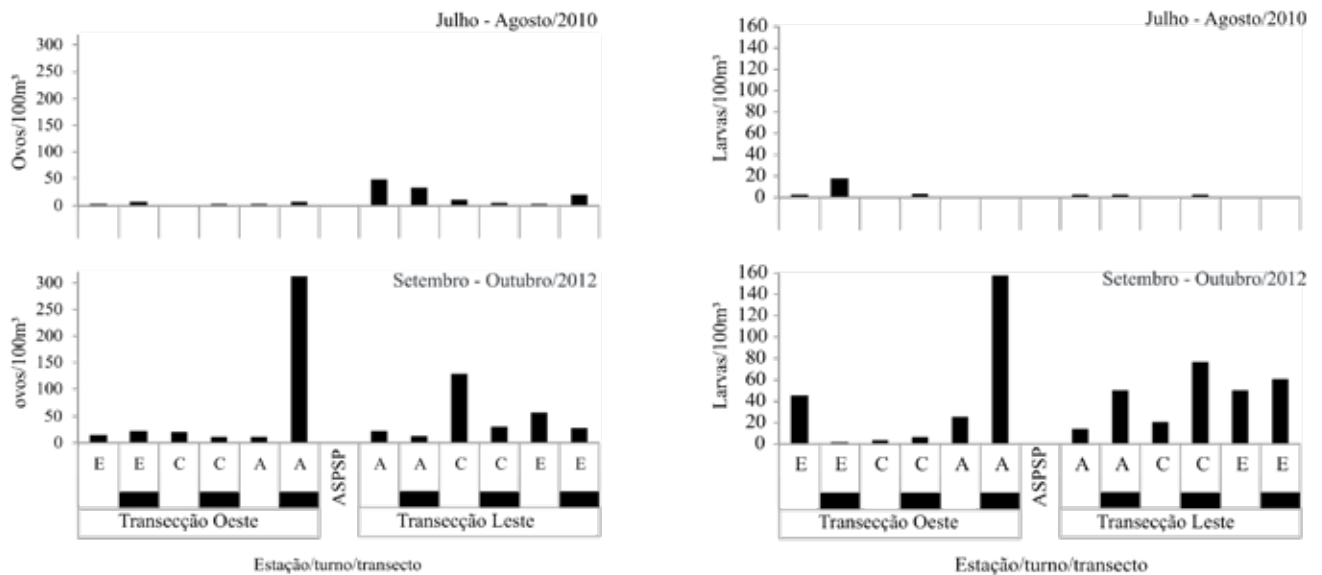 Julho - Agosto/2010
Ovos/100m³
300
250
200
150
100
50
0
Setembro - Outubro/2012
ovos/100m³
300
250
200
150
100
50
0
E E C C A A ASPSP A A C C E E
Transecção Oeste Transecção Leste
Estação/turno/transecto
Julho - Agosto/2010
Larvas/100m³
160
140
120
100
80
60
40
20
0
Setembro - Outubro/2012
Larvas/100m³
160
140
120
100
80
60
40
20
0
E E C C A A ASPSP A A C C E E
Transecção Oeste Transecção Leste
Estação/turno/transecto